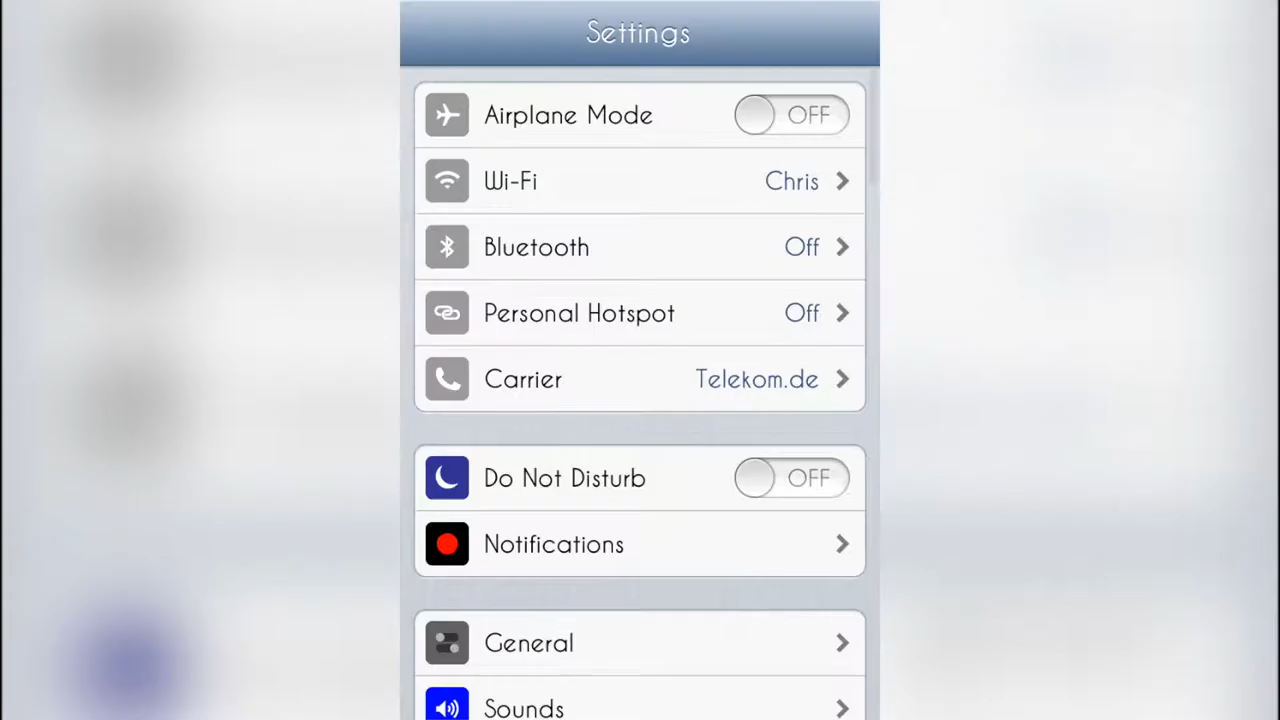 Settings
Airplane Mode OFF
Wi-Fi Chris
Bluetooth Off
Personal Hotspot Off
Carrier Telekom.de
Do Not Disturb OFF
Notifications
General
Sounds